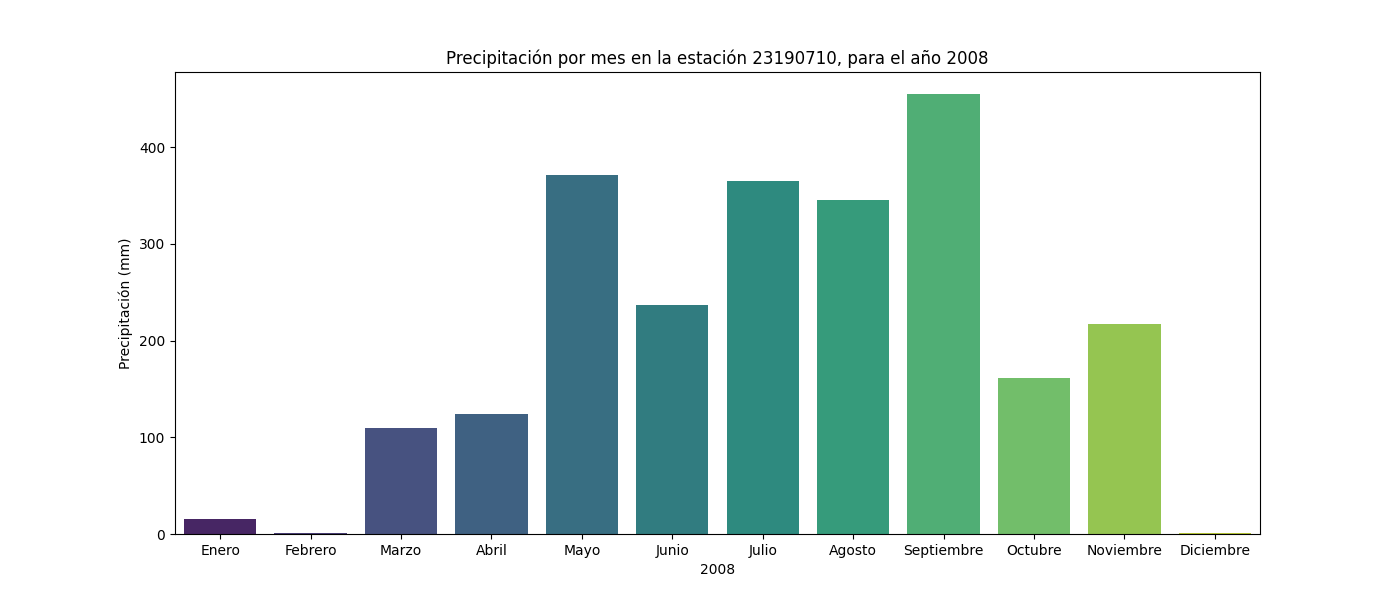 Precipitación por mes en la estación 23190710, para el año 2008
Precipitación (mm)
400
300
200
100
0
Enero Febrero Marzo Abril Mayo Junio Julio Agosto Septiembre Octubre Noviembre Diciembre
2008